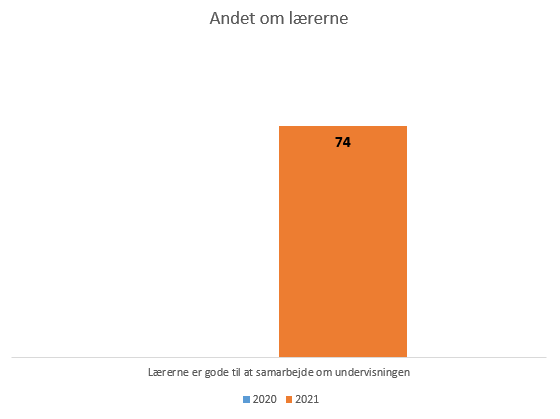 Andet om lærerne
74
Lærerne er gode til at samarbejde om undervisningen
2020 2021